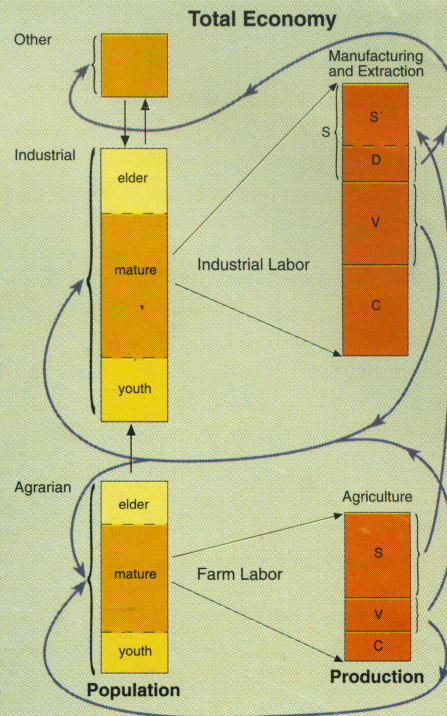 Total Economy
Other
Manufacturing
and Extraction
S
S'
D
V
C
Industrial
elder
mature
youth
Industrial Labor
Agrarian
elder
mature
youth
Farm Labor
Agriculture
S
V
C
Population
Production